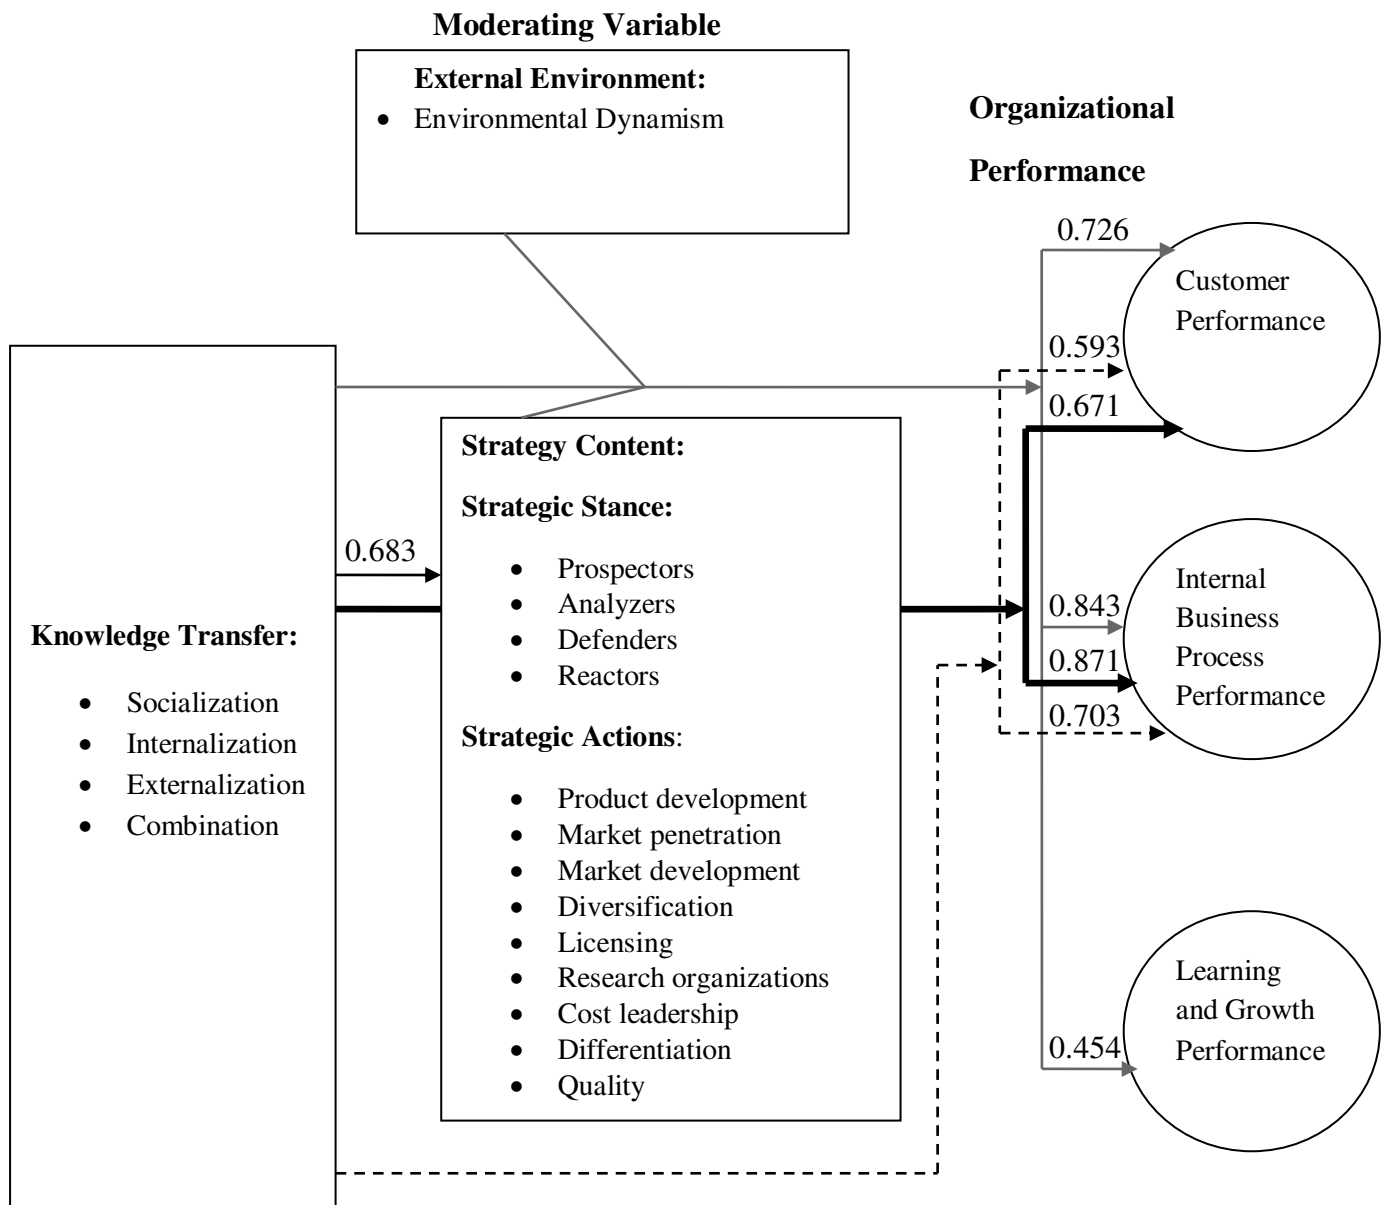 Moderating Variable
External Environment:
• Environmental Dynamism
Organizational
Performance
0.726
Customer
Performance
0.593
0.671
Strategy Content:
Strategic Stance:
• Prospectors
• Analyzers
• Defenders
• Reactors
Strategic Actions:
• Product development
• Market penetration
• Market development
• Diversification
• Licensing
• Research organizations
• Cost leadership
• Differentiation
• Quality
0.683
Knowledge Transfer:
• Socialization
• Internalization
• Externalization
• Combination
Internal
Business
Process
Performance
0.843
0.871
0.703
Learning
and Growth
Performance
0.454